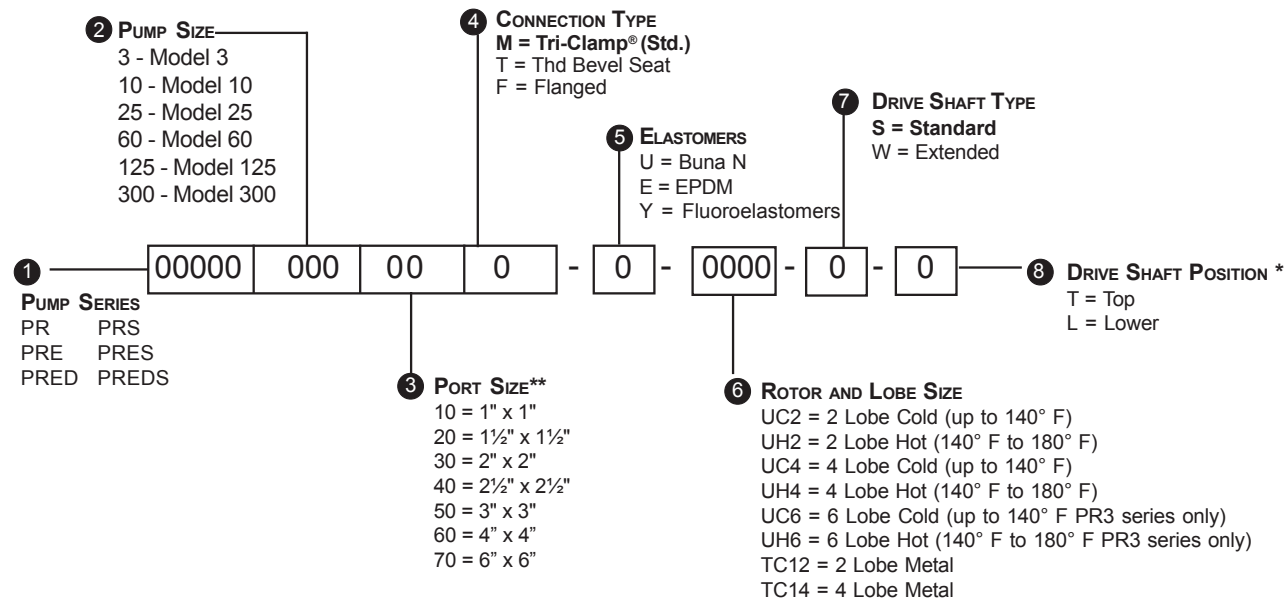 2 PUMP SIZE
3 - Model 3
10 - Model 10
25 - Model 25
60 - Model 60
125 - Model 125
300 - Model 300
4 CONNECTION TYPE
M = Tri-Clamp® (Std.)
T = Thd Bevel Seat
F = Flanged
5 ELASTOMERS
U = Buna N
E = EPDM
Y = Fluoroelastomers
7 DRIVE SHAFT TYPE
S = Standard
W = Extended
00000 000 00 0 - 0 - 0000 - 0 - 0
1
PUMP SERIES
PR PRS
PRE PRES
PRED PREDS
8 DRIVE SHAFT POSITION *
T = Top
L = Lower
3 PORT SIZE**
10 = 1" x 1"
20 = 1½" x 1½"
30 = 2" x 2"
40 = 2½" x 2½"
50 = 3" x 3"
60 = 4” x 4”
70 = 6” x 6”
6 ROTOR AND LOBE SIZE
UC2 = 2 Lobe Cold (up to 140° F)
UH2 = 2 Lobe Hot (140° F to 180° F)
UC4 = 4 Lobe Cold (up to 140° F)
UH4 = 4 Lobe Hot (140° F to 180° F)
UC6 = 6 Lobe Cold (up to 140° F PR3 series only)
UH6 = 6 Lobe Hot (140° F to 180° F PR3 series only)
TC12 = 2 Lobe Metal
TC14 = 4 Lobe Metal